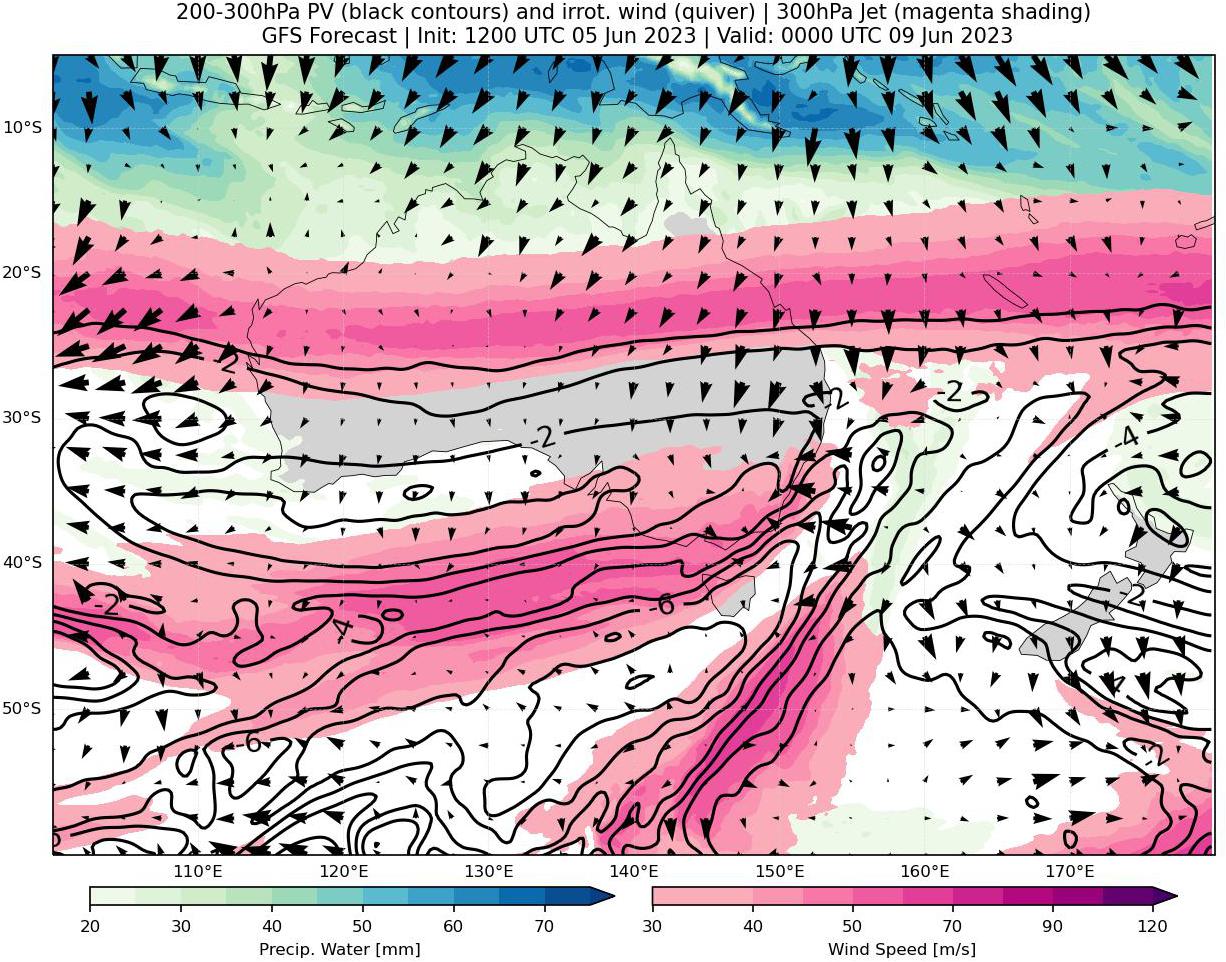 200-300hPa PV (black contours) and irrot. wind (quiver) | 300hPa Jet (magenta shading)
GFS Forecast | Init: 1200 UTC 05 Jun 2023 | Valid: 0000 UTC 09 Jun 2023
10°S
20°S
-2
-2
30°S
-2
-4
40°S
-2
-6
-2
50°S
-6
-2
110°E 120°E 130°E 140°E 150°E 160°E 170°E
20 30 40 50 60 70
30 40 50 70 90 120
Precip. Water [mm]
Wind Speed [m/s]